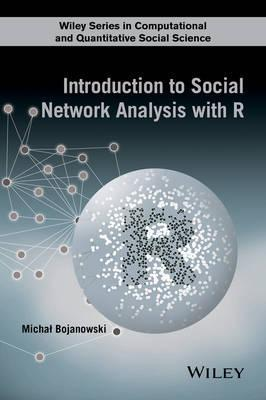 Wiley Series in Computational
and Quantitative Social Science
Introduction to Social
Network Analysis with R
R
Michał Bojanowski
WILEY